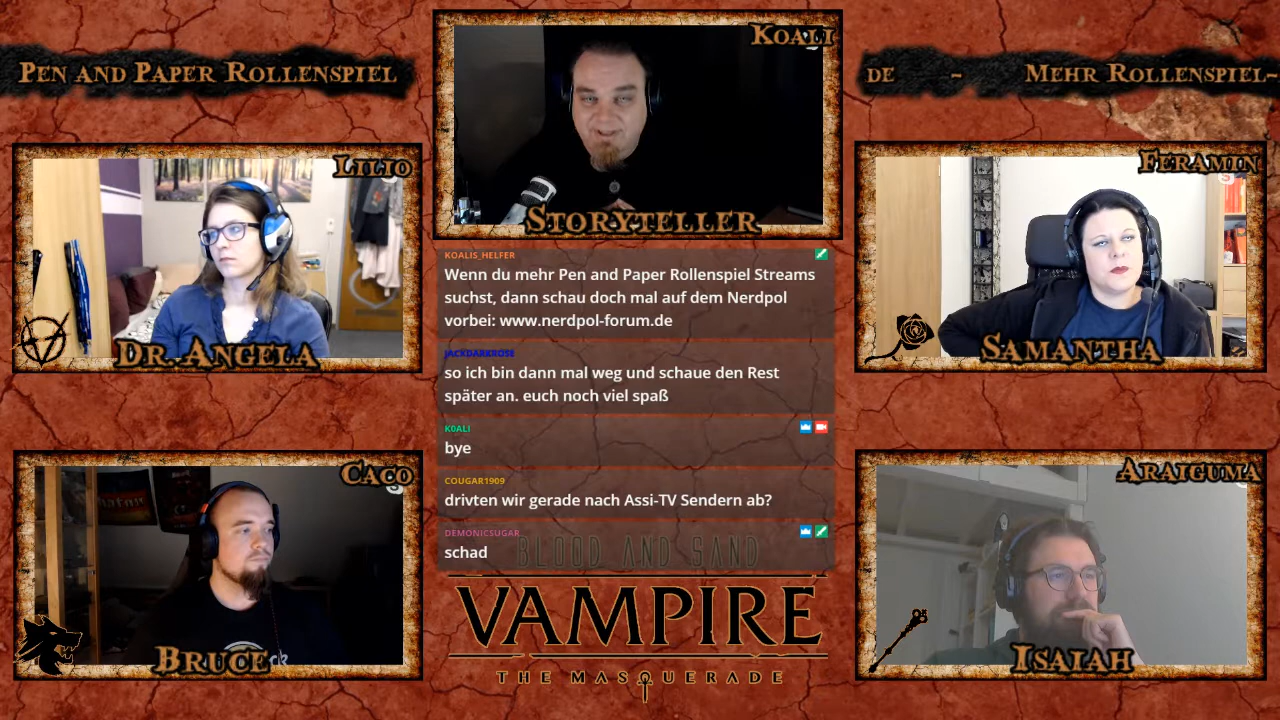 KOALI
PEN AND PAPER ROLLENSPIEL
DE - MEHR ROLLENSPIEL-
STORYTELLER
LILIO
FERAMIN
DR. ANGELA
SAMANTHA
KOALIS_HELFER
Wenn du mehr Pen and Paper Rollenspiel Streams
suchst, dann schau doch mal auf dem Nerdpol
vorbei: www.nerdpol-forum.de
JACKDARKROSE
so ich bin dann mal weg und schaue den Rest
später an. euch noch viel spaß
K0ALI
bye
COUGAR1909
drivten wir gerade nach Assi-TV Sendern ab?
DEMONICSUGAR
schad
CACO
ARAIGUMA
BRUCE
ISAIAH
BLOOD AND SAND
VAMPIRE
THE MASQUERADE